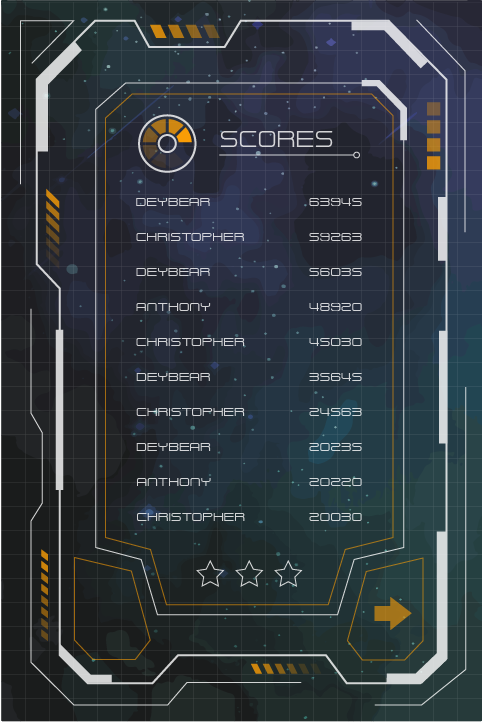 SCORES
DEYBEAR 63945
CHRISTOPHER 59263
DEYBEAR 56035
ANTHONY 48920
CHRISTOPHER 45030
DEYBEAR 35645
CHRISTOPHER 24563
DEYBEAR 20235
ANTHONY 20220
CHRISTOPHER 20030